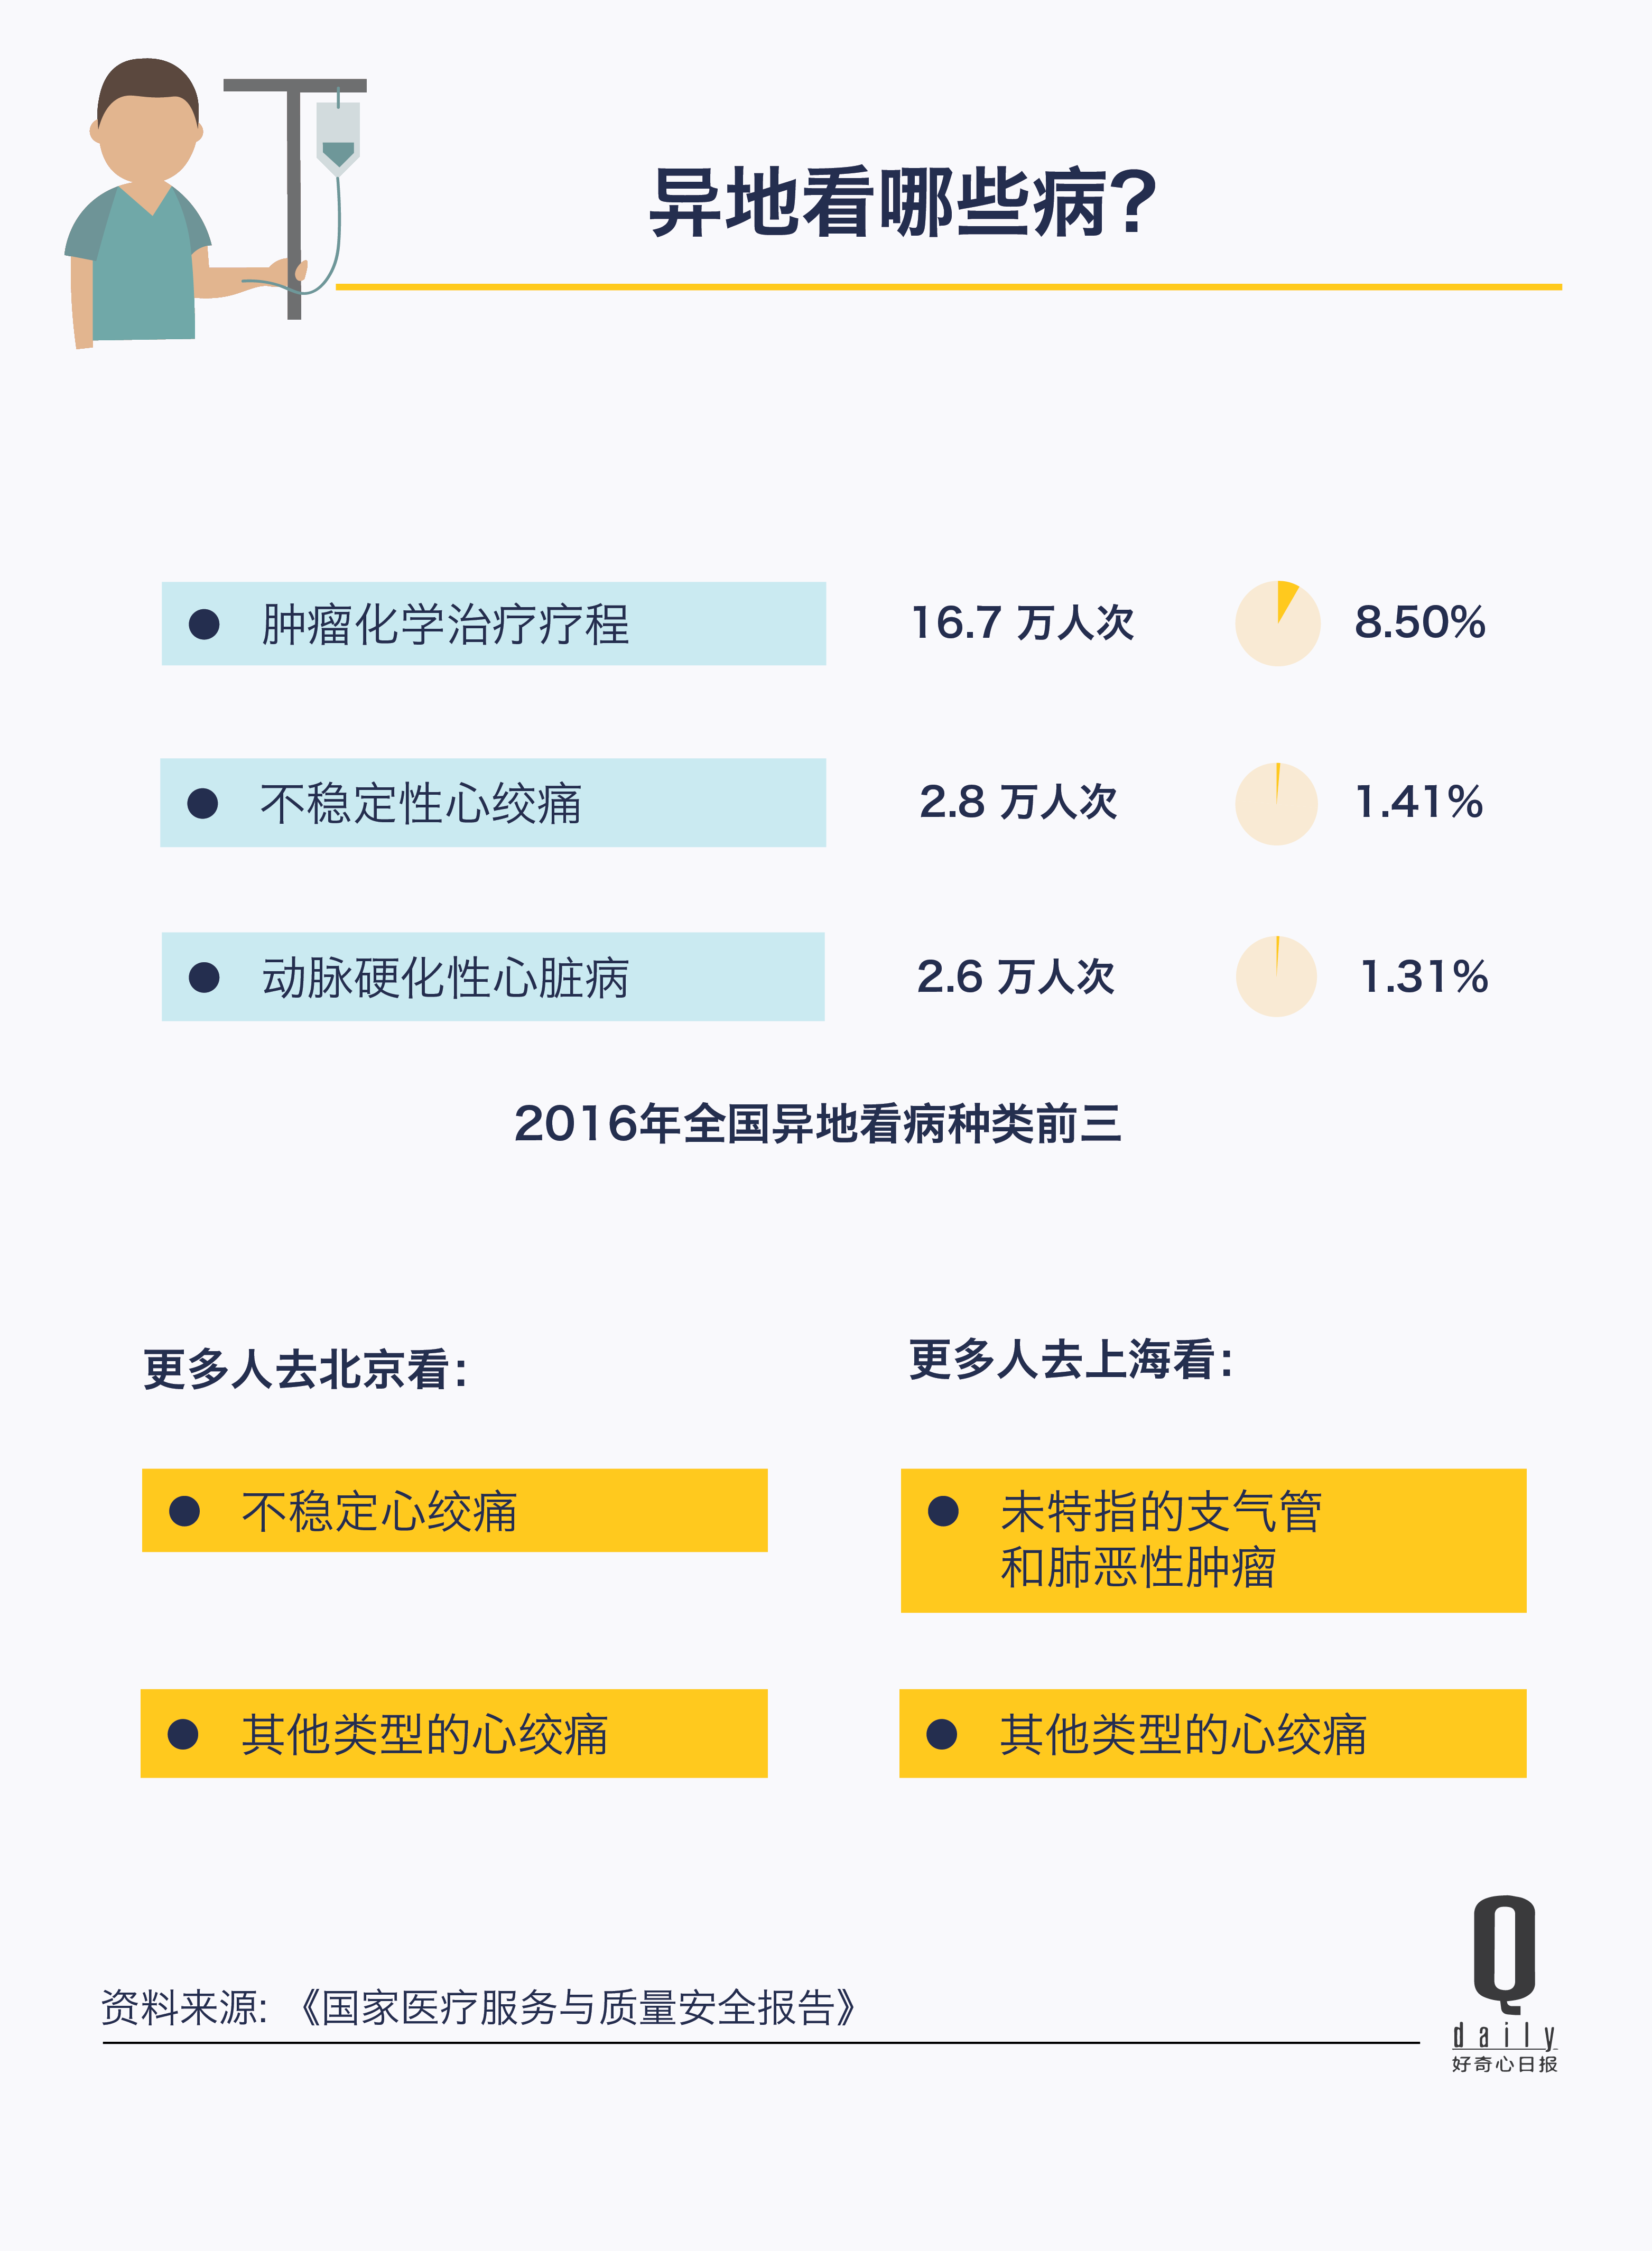 异地看哪些病?
肿瘤化学治疗疗程 16.7 万人次 8.50%
不稳定性心绞痛 2.8 万人次 1.41%
动脉硬化性心脏病 2.6 万人次 1.31%
2016年全国异地看病种类前三
更多人去北京看:
不稳定心绞痛
其他类型的心绞痛
更多人去上海看:
未特指的支气管
和肺恶性肿瘤
其他类型的心绞痛
资料来源: 《国家医疗服务与质量安全报告》
Q
daily
好奇心日报